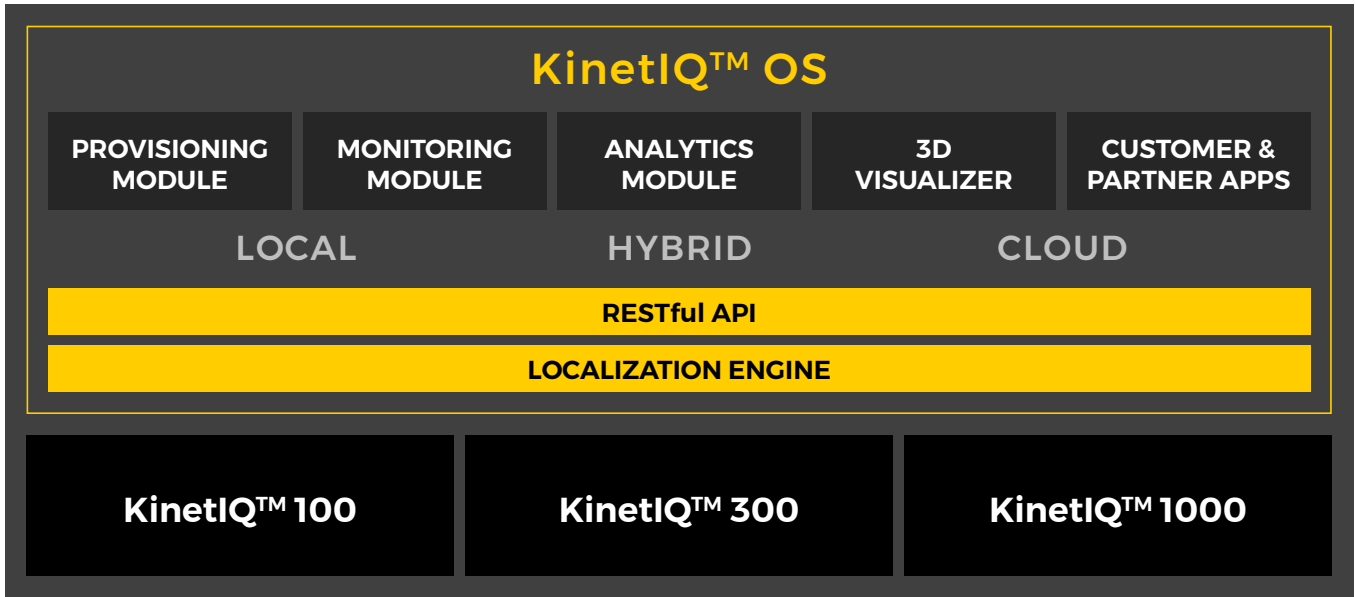 KinetIQ™ OS
PROVISIONING
MODULE
MONITORING
MODULE
ANALYTICS
MODULE
3D
VISUALIZER
CUSTOMER &
PARTNER APPS
LOCAL
HYBRID
CLOUD
RESTful API
LOCALIZATION ENGINE
KinetIQ™ 100
KinetIQ™ 300
KinetIQ™ 1000